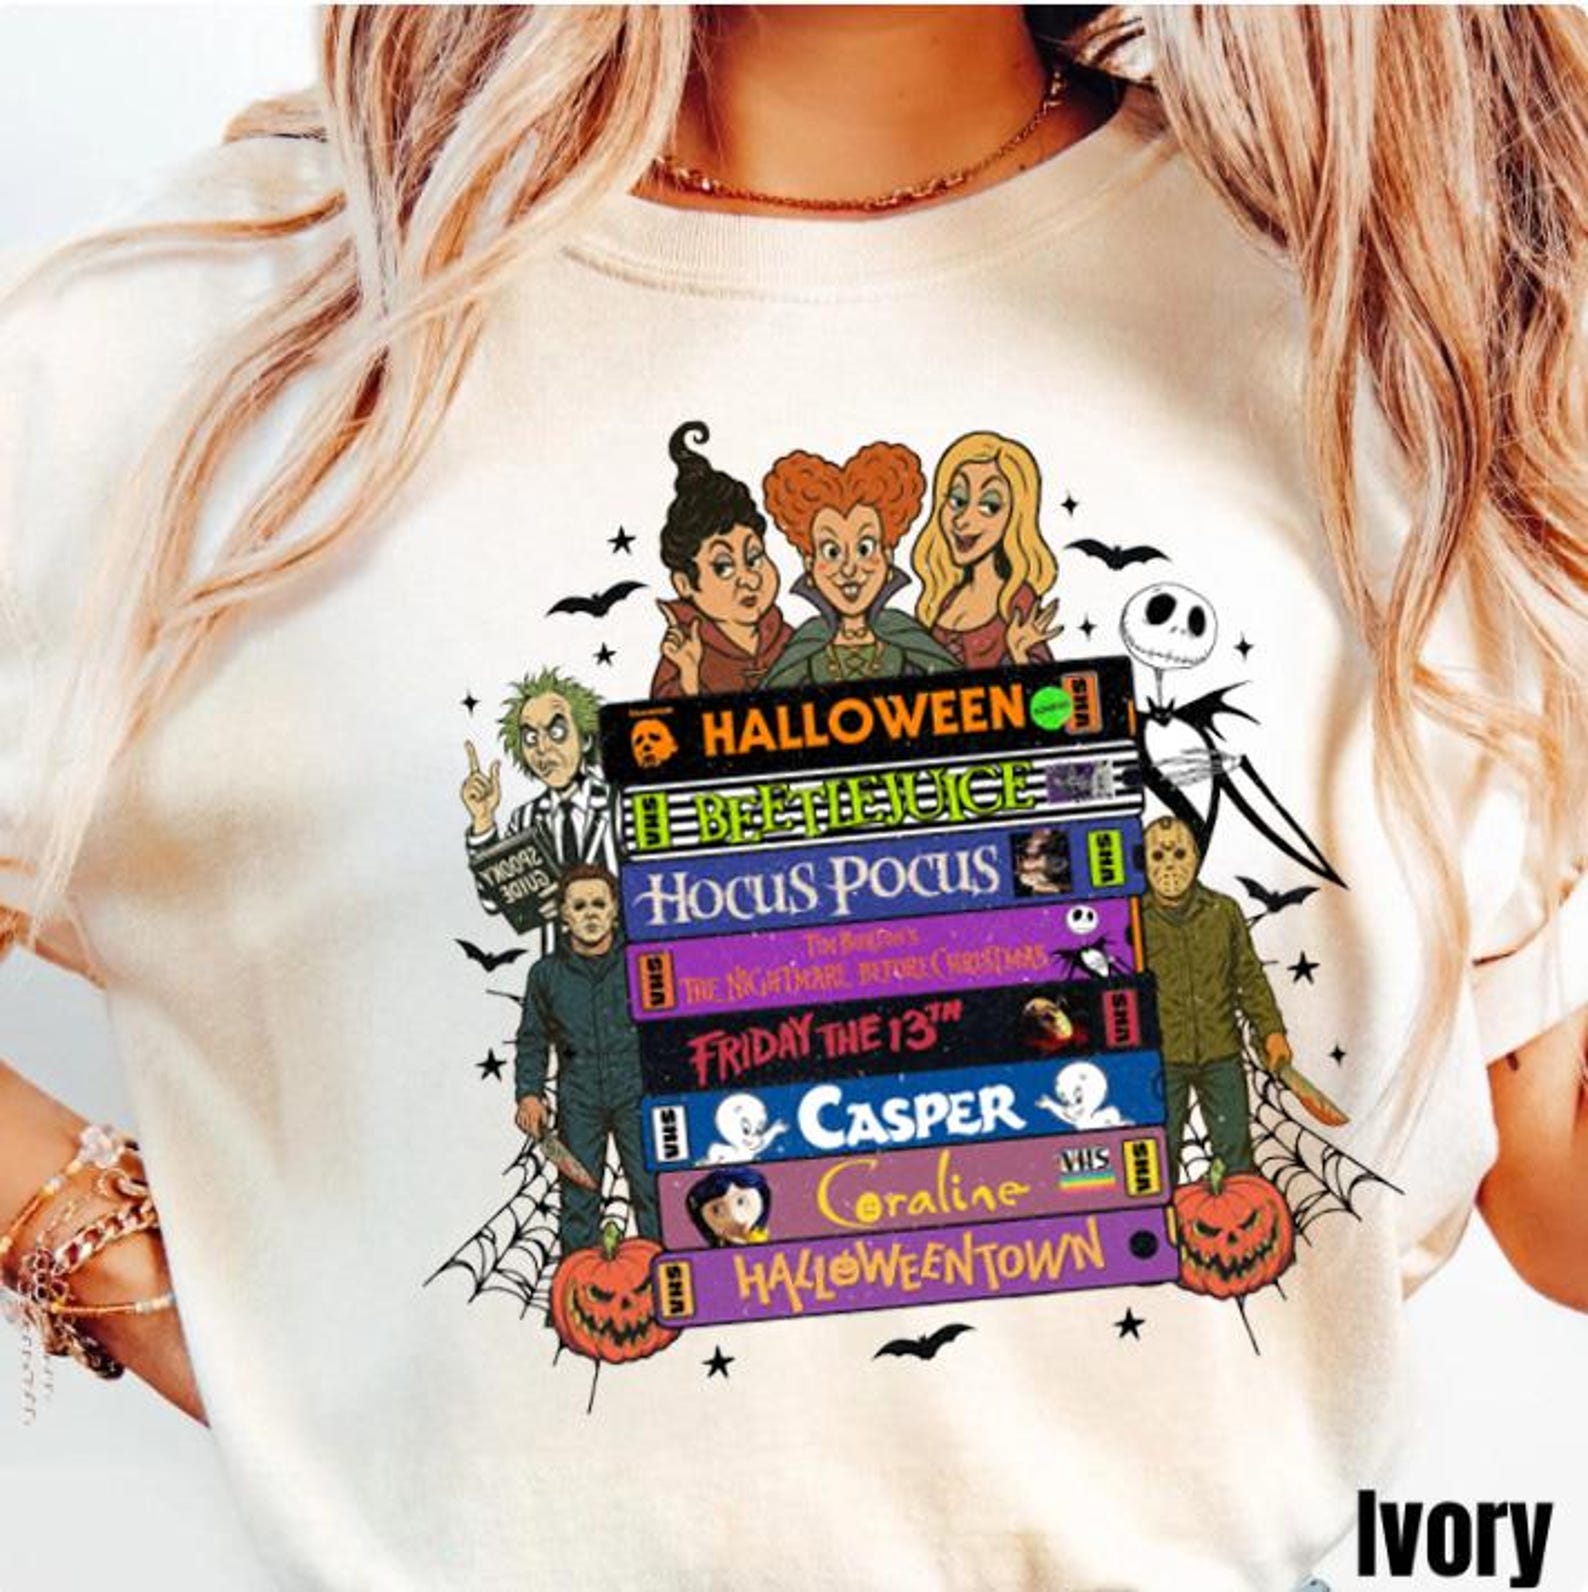 HALLOWEEN
VHS
VHS
BEETLEJUICE
HOCUS POCUS
VHS
SPOOKY
GUIDE
TIM BURTON'S
VHS
THE NIGHTMARE BEFORE CHRISTMAS
FRIDAY THE 13TH
VHS
VHS
CASPER
Coraline
VHS
VHS
VHS
HALLOWEENTOWN
Ivory